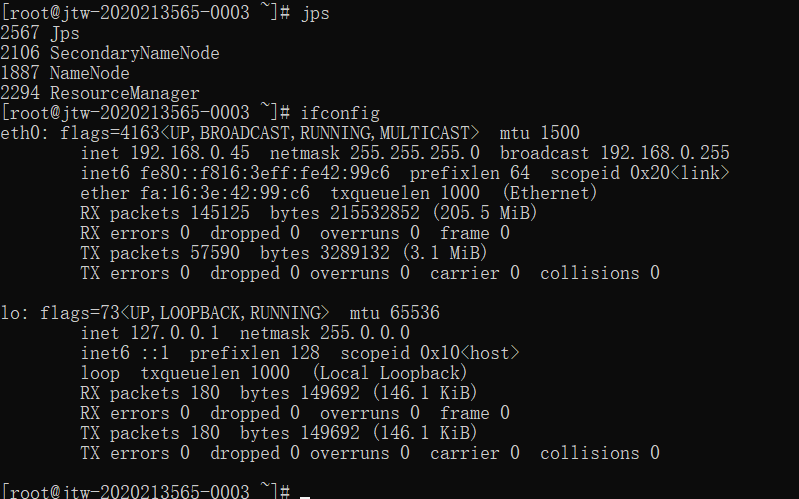 [root@jtw-2020213565-0003 ~]# jps
2567 Jps
2106 SecondaryNameNode
1887 NameNode
2294 ResourceManager
[root@jtw-2020213565-0003 ~]# ifconfig
eth0: flags=4163<UP,BROADCAST,RUNNING,MULTICAST>  mtu 1500
        inet 192.168.0.45  netmask 255.255.255.0  broadcast 192.168.0.255
        inet6 fe80::f816:3eff:fe42:99c6  prefixlen 64  scopeid 0x20<link>
        ether fa:16:3e:42:99:c6  txqueuelen 1000  (Ethernet)
        RX packets 145125  bytes 215532852 (205.5 MiB)
        RX errors 0  dropped 0  overruns 0  frame 0
        TX packets 57590  bytes 3289132 (3.1 MiB)
        TX errors 0  dropped 0 overruns 0  carrier 0  collisions 0

lo: flags=73<UP,LOOPBACK,RUNNING>  mtu 65536
        inet 127.0.0.1  netmask 255.0.0.0
        inet6 ::1  prefixlen 128  scopeid 0x10<host>
        loop  txqueuelen 1000  (Local Loopback)
        RX packets 180  bytes 149692 (146.1 KiB)
        RX errors 0  dropped 0  overruns 0  frame 0
        TX packets 180  bytes 149692 (146.1 KiB)
        TX errors 0  dropped 0 overruns 0  carrier 0  collisions 0

[root@jtw-2020213565-0003 ~]#